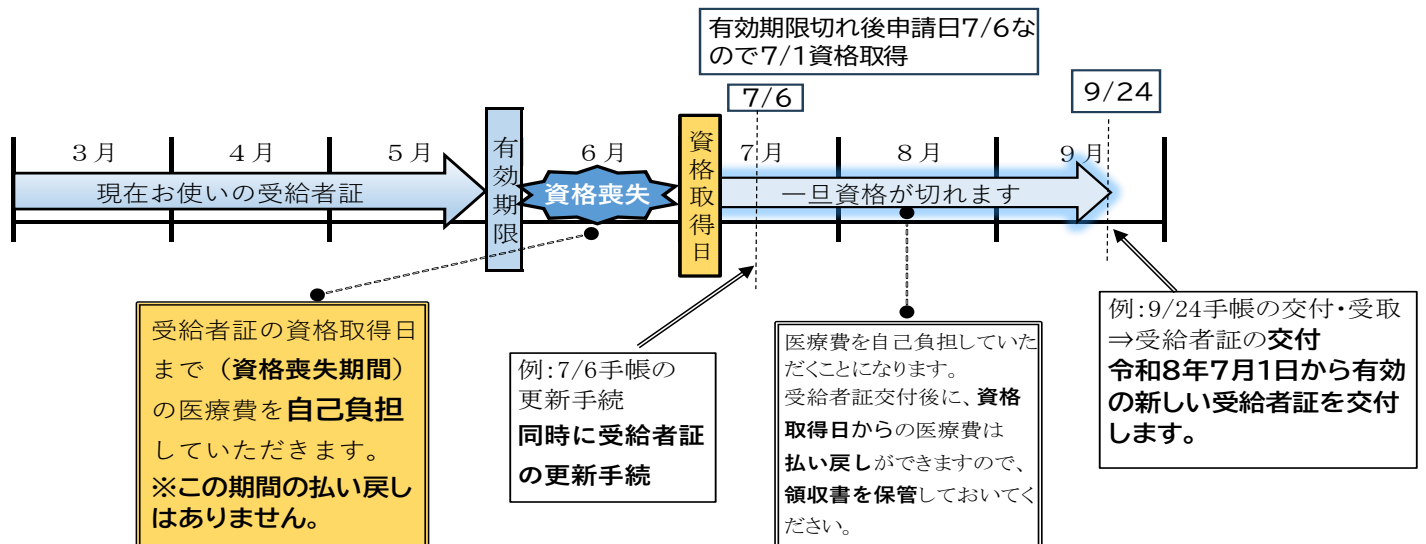 有効期限切れ後申請日7/6な
ので7/1資格取得
7/6
9/24
3月
4月
5月
有効期限
6月
資格取得日
7月
8月
9月
現在お使いの受給者証
資格喪失
一旦資格が切れます
受給者証の資格取得日
まで（資格喪失期間）
の医療費を自己負担
していただきます。
※この期間の払い戻し
はありません。
例:7/6手帳の
更新手続
同時に受給者証
の更新手続
医療費を自己負担していた
だくことになります。
受給者証交付後に、資格
取得日からの医療費は
払い戻しができますので、
領収書を保管しておいてく
ださい。
例:9/24手帳の交付・受取
⇒受給者証の交付
令和8年7月1日から有効
の新しい受給者証を交付
します。